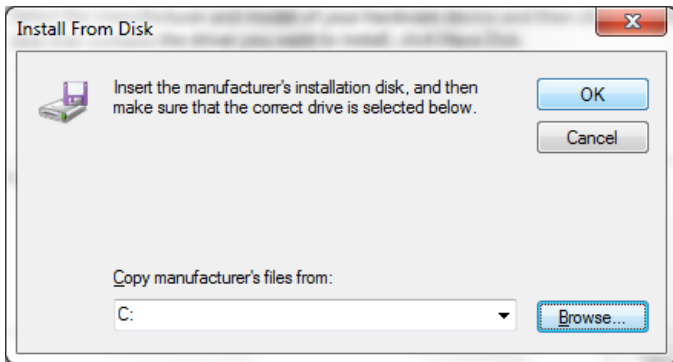 Install From Disk
Insert the manufacturer's installation disk, and then
make sure that the correct drive is selected below.
OK
Cancel
Copy manufacturer's files from:
C:
Browse...